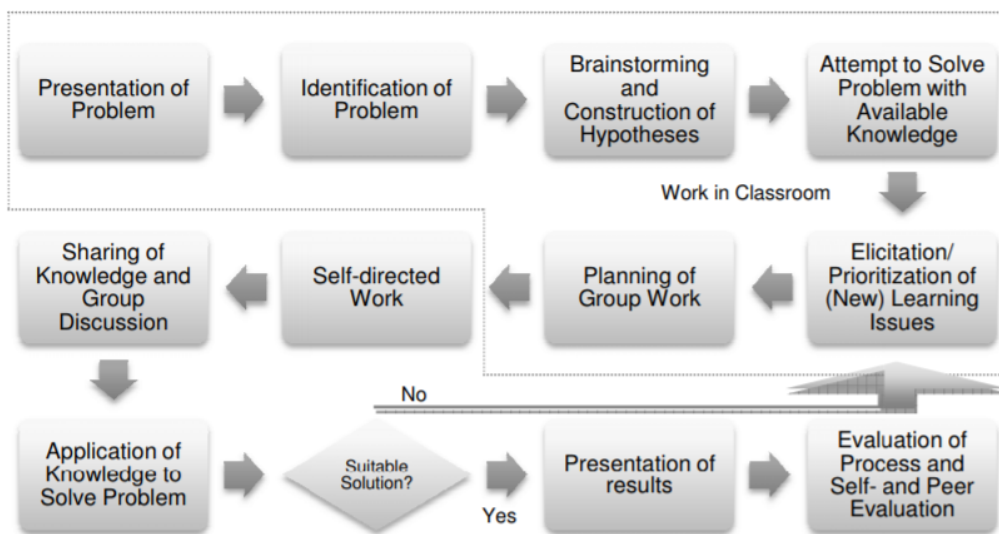 Presentation of
Problem
Identification of
Problem
Brainstorming
and
Construction of
Hypotheses
Attempt to Solve
Problem with
Available
Knowledge
Work in Classroom
Sharing of
Knowledge and
Group
Discussion
Self-directed
Work
Planning of
Group Work
Elicitation/
Prioritization of
(New) Learning
Issues
No
Application of
Knowledge to
Solve Problem
Suitable
Solution?
Yes
Presentation of
results
Evaluation of
Process and
Self- and Peer
Evaluation